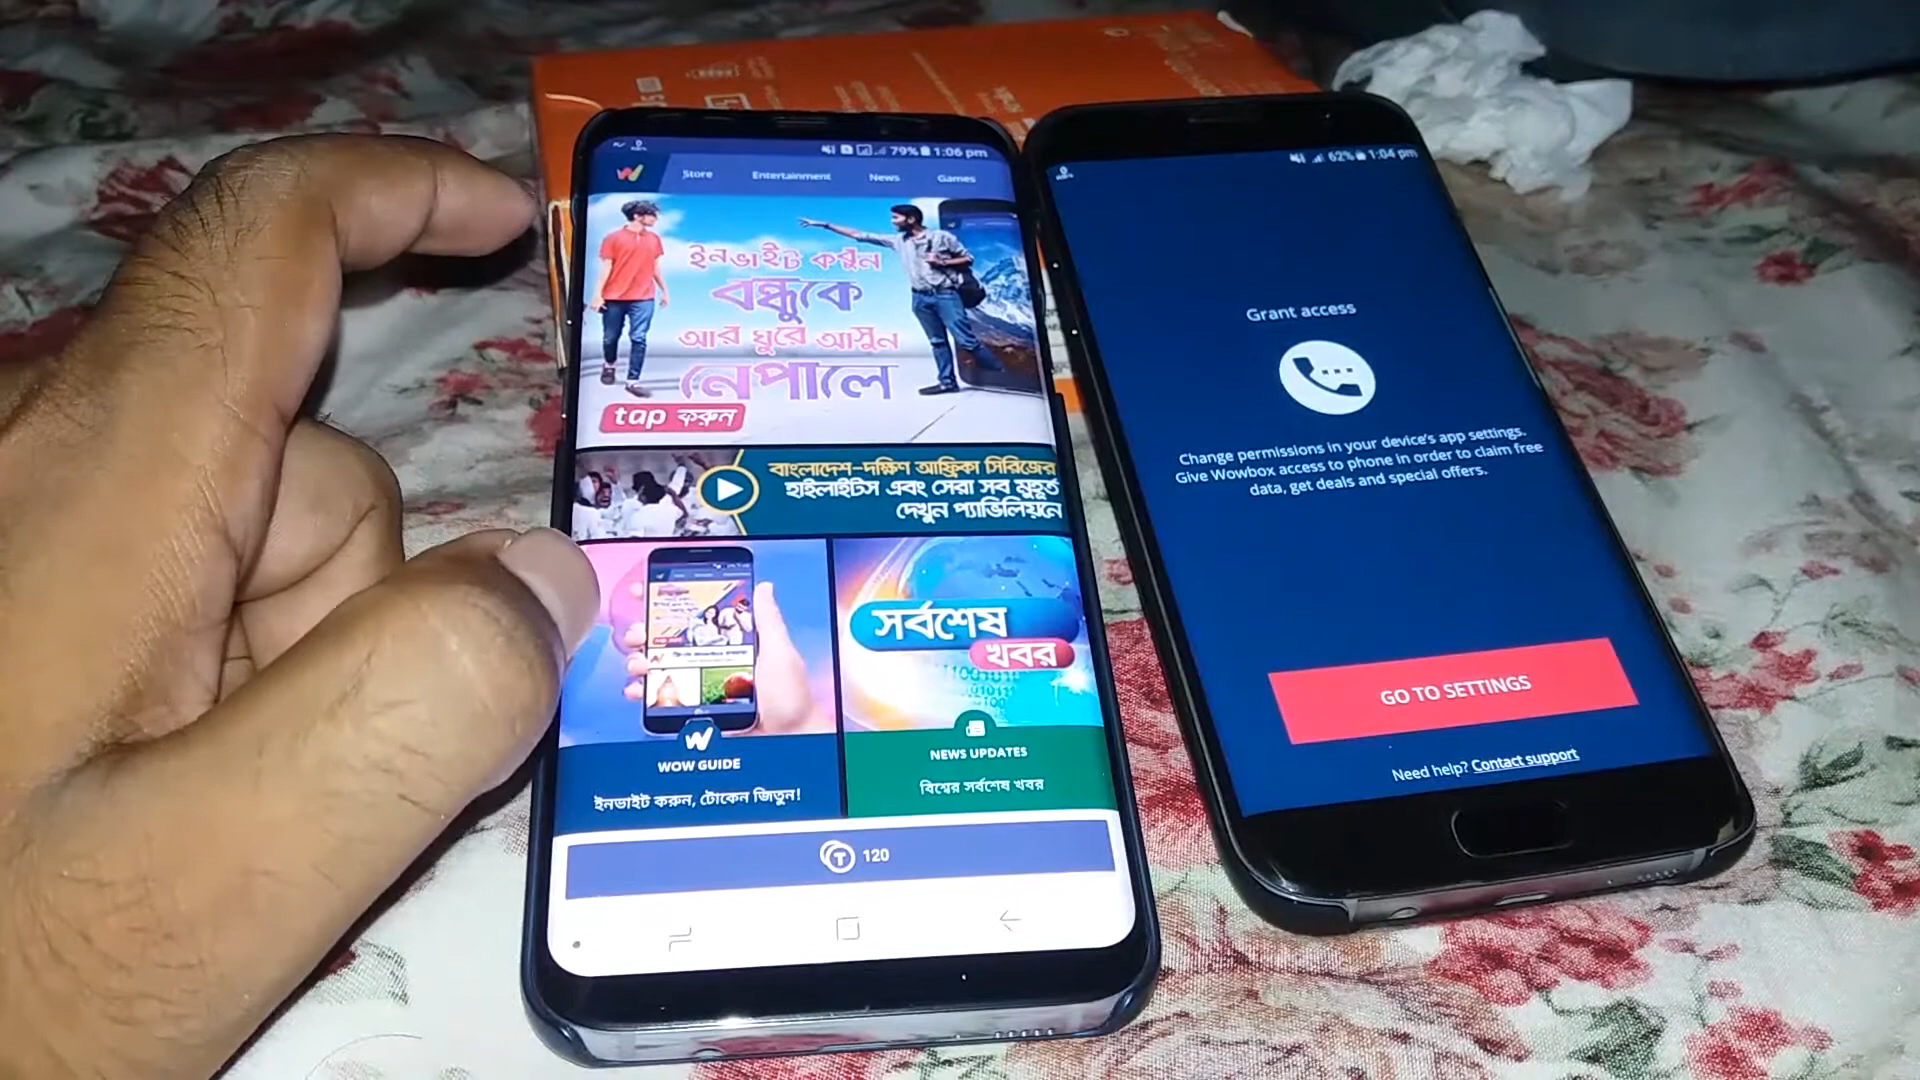 79% 1:06 pm
Store Entertainment News Games
ইনভাইট করুন
বন্ধুকে
আর ঘুরে আসুন
নেপালে
tap করুন
বাংলাদেশ-দক্ষিণ আফ্রিকা সিরিজের
হাইলাইটস এবং সেরা সব মুহূর্ত
দেখুন প্যাভিলিয়নে
WOW GUIDE
ইনভাইট করুন, টোকেন জিতুন!
সর্বশেষ
খবর
NEWS UPDATES
বিশ্বের সর্বশেষ খবর
T 120
62% 1:04 pm
Grant access
Change permissions in your device's app settings.
Give Wowbox access to phone in order to claim free
data, get deals and special offers.
GO TO SETTINGS
Need help? Contact support